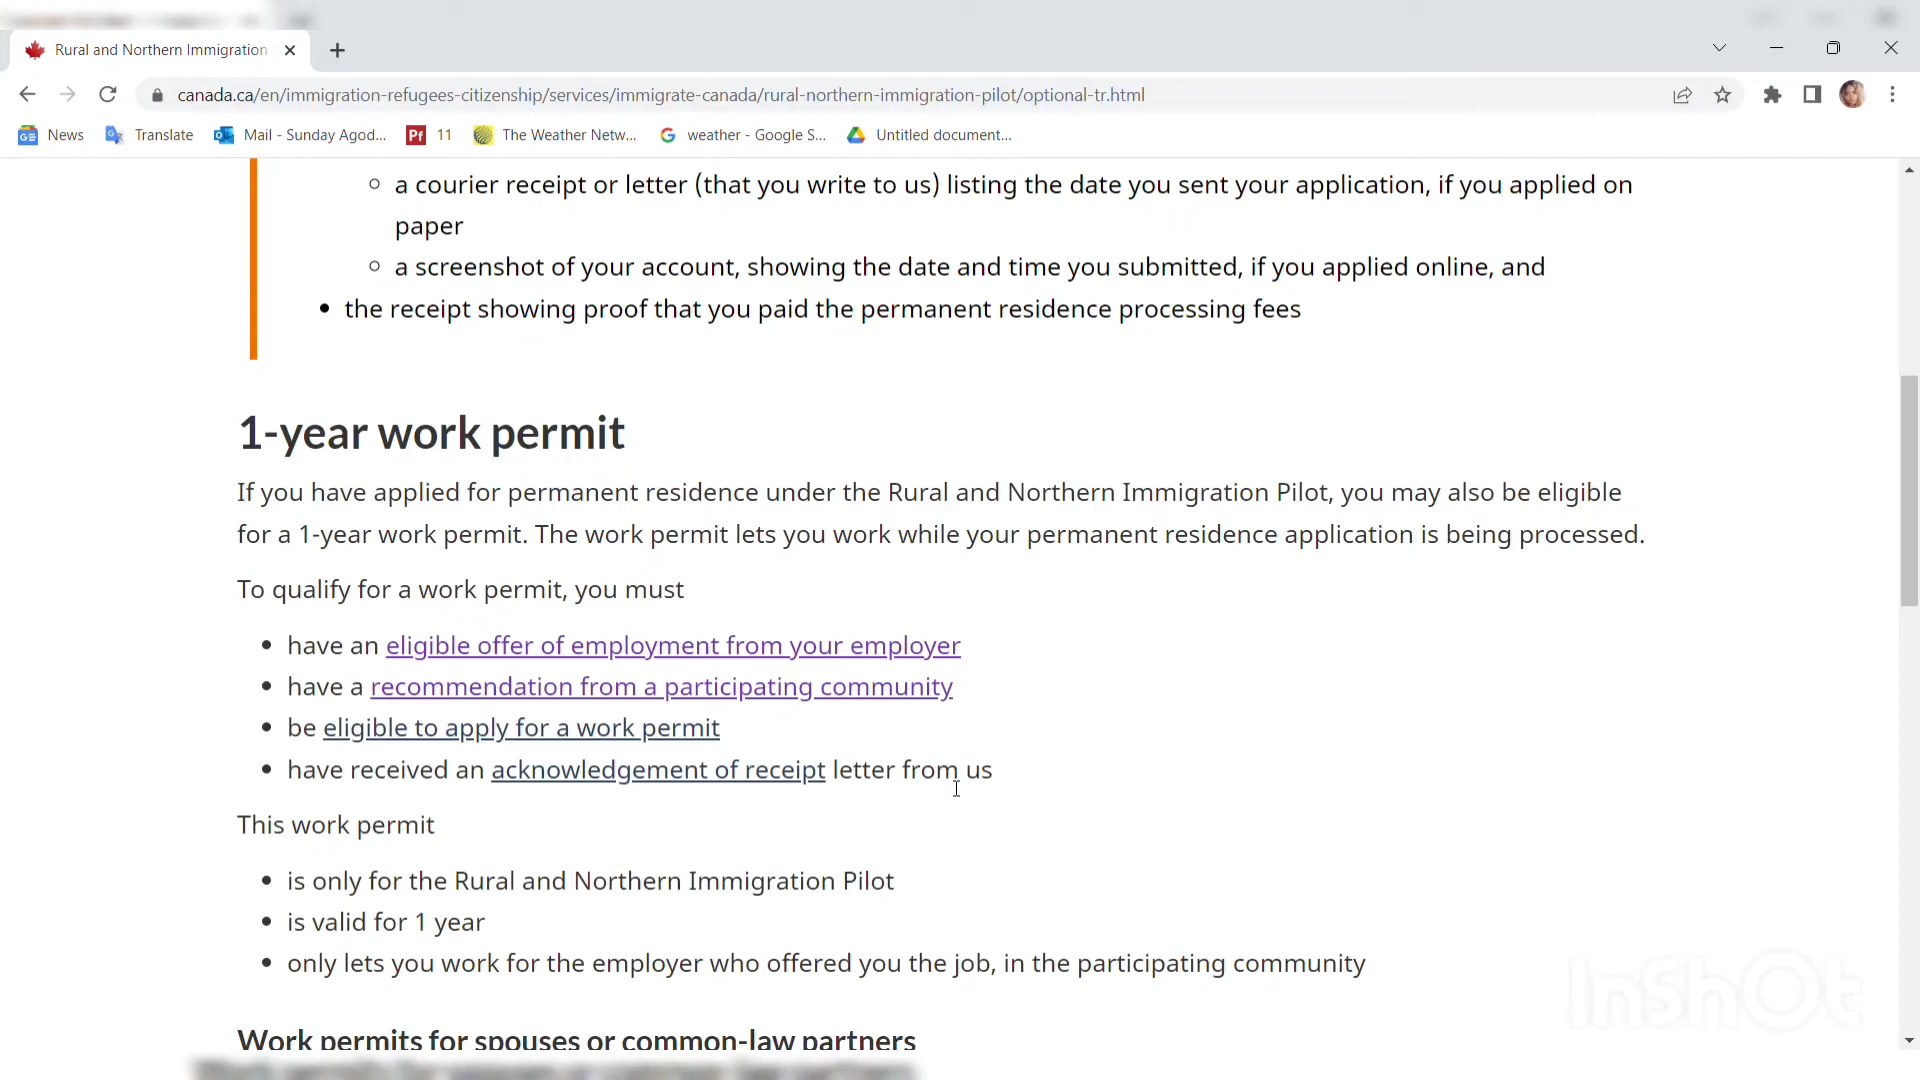 Rural and Northern Immigration
canada.ca/en/immigration-refugees-citizenship/services/immigrate-canada/rural-northern-immigration-pilot/optional-tr.html
News Translate Mail - Sunday Agod... Pf 11 The Weather Netw... weather - Google S... Untitled document...
a courier receipt or letter (that you write to us) listing the date you sent your application, if you applied on
paper
a screenshot of your account, showing the date and time you submitted, if you applied online, and
the receipt showing proof that you paid the permanent residence processing fees
1-year work permit
If you have applied for permanent residence under the Rural and Northern Immigration Pilot, you may also be eligible
for a 1-year work permit. The work permit lets you work while your permanent residence application is being processed.
To qualify for a work permit, you must
have an eligible offer of employment from your employer
have a recommendation from a participating community
be eligible to apply for a work permit
have received an acknowledgement of receipt letter from us
This work permit
is only for the Rural and Northern Immigration Pilot
is valid for 1 year
only lets you work for the employer who offered you the job, in the participating community
InShOt
Work permits for spouses or common-law partners